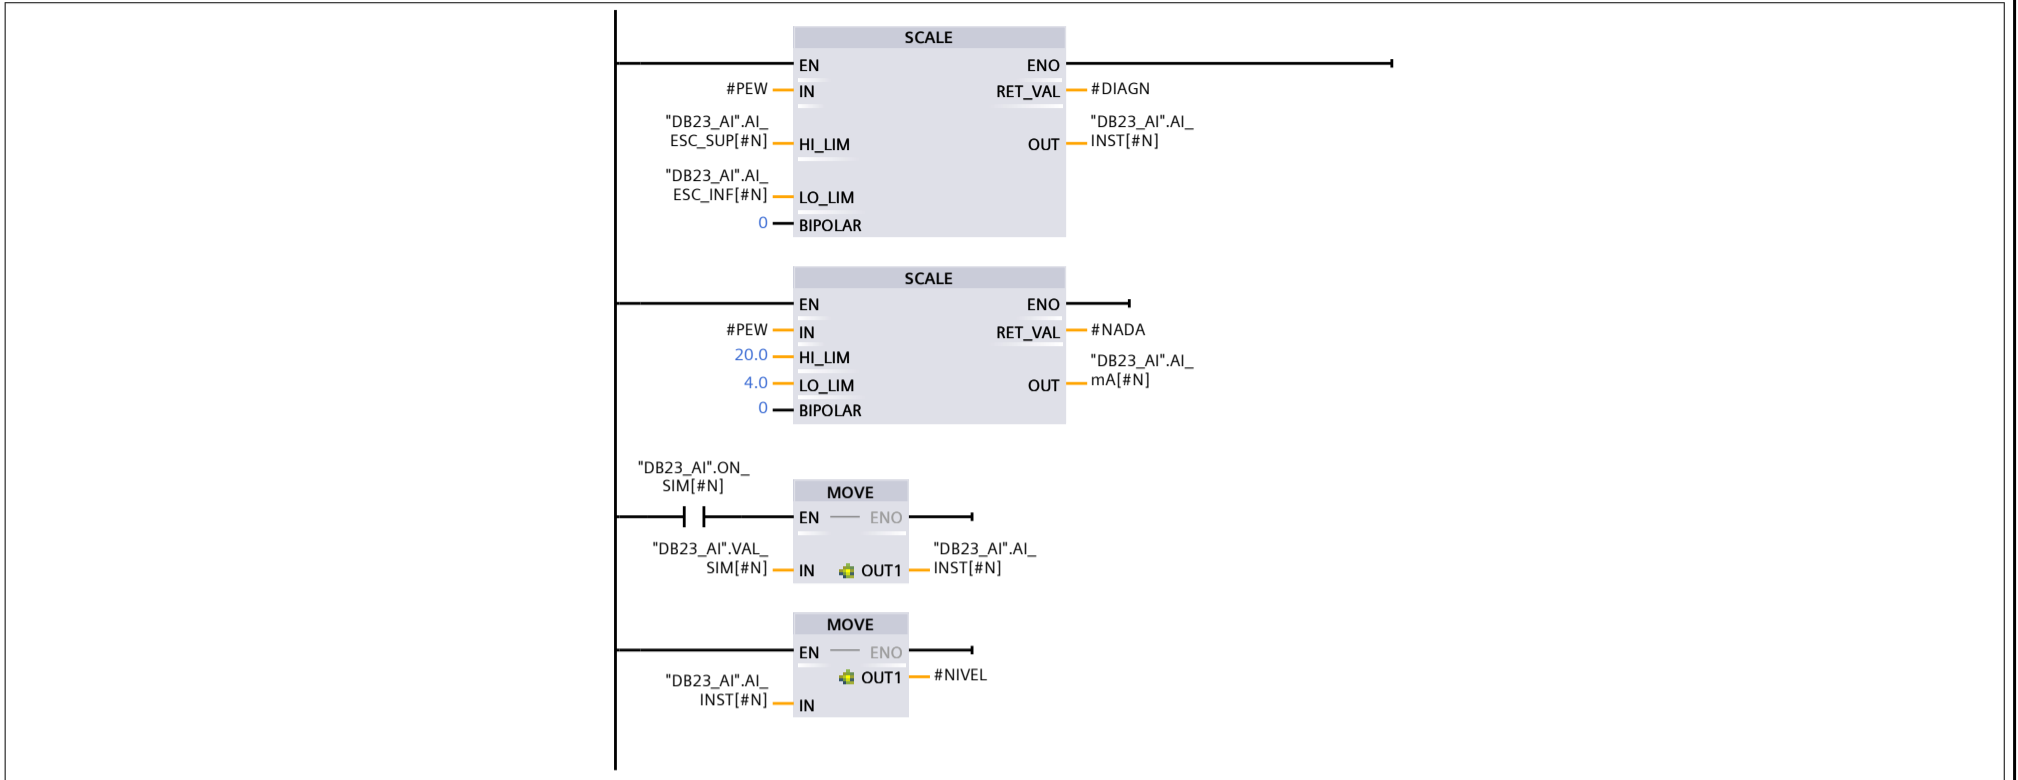 SCALE
EN
ENO
#PEW
IN
RET_VAL
#DIAGN
"DB23_AI".AI_
ESC_SUP[#N]
HI_LIM
OUT
"DB23_AI".AI_
INST[#N]
"DB23_AI".AI_
ESC_INF[#N]
LO_LIM
0
BIPOLAR
SCALE
EN
ENO
#PEW
IN
RET_VAL
#NADA
20.0
HI_LIM
4.0
LO_LIM
OUT
"DB23_AI".AI_
mA[#N]
0
BIPOLAR
"DB23_AI".ON_
SIM[#N]
MOVE
EN
ENO
"DB23_AI".VAL_
SIM[#N]
IN
OUT1
"DB23_AI".AI_
INST[#N]
MOVE
EN
ENO
OUT1
#NIVEL
"DB23_AI".AI_
INST[#N]
IN